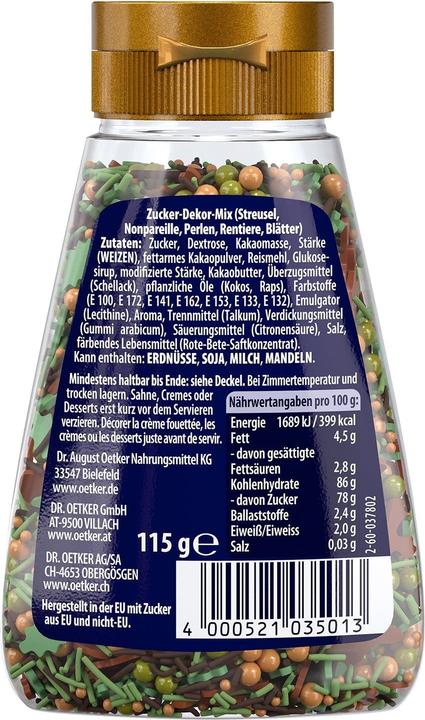 Zucker-Dekor-Mix (Streusel,
Nonpareille, Perlen, Rentiere, Blätter)
Zutaten: Zucker, Dextrose, Kakaomasse, Stärke
(WEIZEN), fettarmes Kakaopulver, Reismehl, Glukose-
sirup, modifizierte Stärke, Kakaobutter, Überzugsmittel
(Schellack), pflanzliche Öle (Kokos, Raps), Farbstoffe
(E 100, E 172, E 141, E 162, E 153, E 133, E 132), Emulgator
(Lecithine), Aroma, Trennmittel (Talkum), Verdickungsmittel
(Gummi arabicum), Säuerungsmittel (Citronensäure), Salz,
färbendes Lebensmittel (Rote-Bete-Saftkonzentrat).
Kann enthalten: ERDNÜSSE, SOJA, MILCH, MANDELN.
Mindestens haltbar bis Ende: siehe Deckel. Bei Zimmertemperatur und
trocken lagern. Sahne, Cremes oder
Desserts erst kurz vor dem Servieren
verzieren. Décorer la crème fouettée, les
crèmes ou les desserts juste avant de servir.
Dr. August Oetker Nahrungsmittel KG
33547 Bielefeld
www.oetker.de
DR. OETKER GmbH
AT-9500 VILLACH
www.oetker.at
DR. OETKER AG/SA
CH-4653 OBERGÖSGEN
www.oetker.ch
Hergestellt in der EU mit Zucker
aus EU und nicht-EU.
115 g e
Nährwertangaben pro 100 g:
Energie 1689 kJ / 399 kcal
Fett 4,5 g
- davon gesättigte
Fettsäuren 2,8 g
Kohlenhydrate 86 g
- davon Zucker 78 g
Ballaststoffe 2,4 g
Eiweiß/Eiweiss 2,0 g
Salz 0,03 g
2-60-037802
4 000521 035013